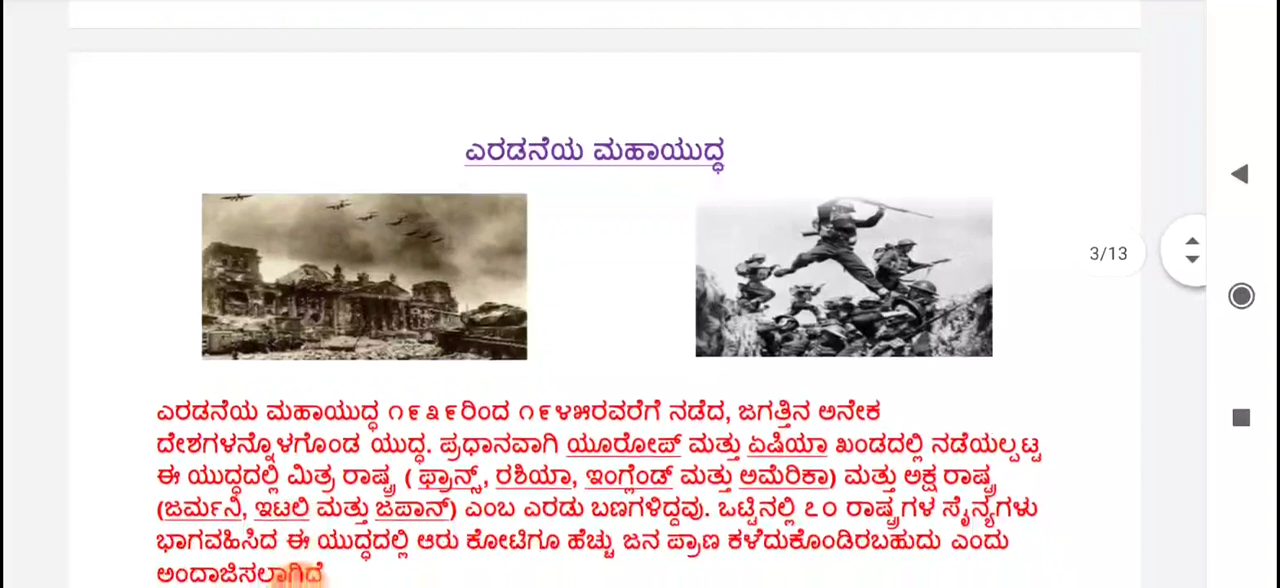 ಎರಡನೆಯ ಮಹಾಯುದ್ಧ
3/13
ಎರಡನೆಯ ಮಹಾಯುದ್ಧ ೧೯೩೯ರಿಂದ ೧೯೪೫ರವರೆಗೆ ನಡೆದ, ಜಗತ್ತಿನ ಅನೇಕ
ದೇಶಗಳನ್ನೊಳಗೊಂಡ ಯುದ್ಧ. ಪ್ರಧಾನವಾಗಿ ಯೂರೋಪ್ ಮತ್ತು ಏಷಿಯಾ ಖಂಡದಲ್ಲಿ ನಡೆಯಲ್ಪಟ್ಟ
ಈ ಯುದ್ಧದಲ್ಲಿ ಮಿತ್ರ ರಾಷ್ಟ್ರ ( ಫ್ರಾನ್ಸ್, ರಶಿಯಾ, ಇಂಗ್ಲೆಂಡ್ ಮತ್ತು ಅಮೆರಿಕಾ) ಮತ್ತು ಅಕ್ಷ ರಾಷ್ಟ್ರ
(ಜರ್ಮನಿ, ಇಟಲಿ ಮತ್ತು ಜಪಾನ್) ಎಂಬ ಎರಡು ಬಣಗಳಿದ್ದವು. ಒಟ್ಟಿನಲ್ಲಿ ೭೦ ರಾಷ್ಟ್ರಗಳ ಸೈನ್ಯಗಳು
ಭಾಗವಹಿಸಿದ ಈ ಯುದ್ಧದಲ್ಲಿ ಆರು ಕೋಟಿಗೂ ಹೆಚ್ಚು ಜನ ಪ್ರಾಣ ಕಳೆದುಕೊಂಡಿರಬಹುದು ಎಂದು
ಅಂದಾಜಿಸಲಾಗಿದೆ